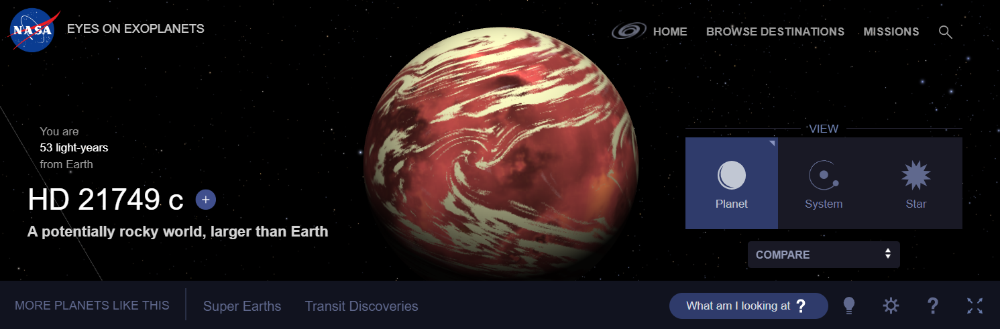 NASA
EYES ON EXOPLANETS
HOME
BROWSE DESTINATIONS
MISSIONS
You are
53 light-years
from Earth
HD 21749 c +
A potentially rocky world, larger than Earth
VIEW
Planet
System
Star
COMPARE
MORE PLANETS LIKE THIS
Super Earths
Transit Discoveries
What am I looking at ?
?